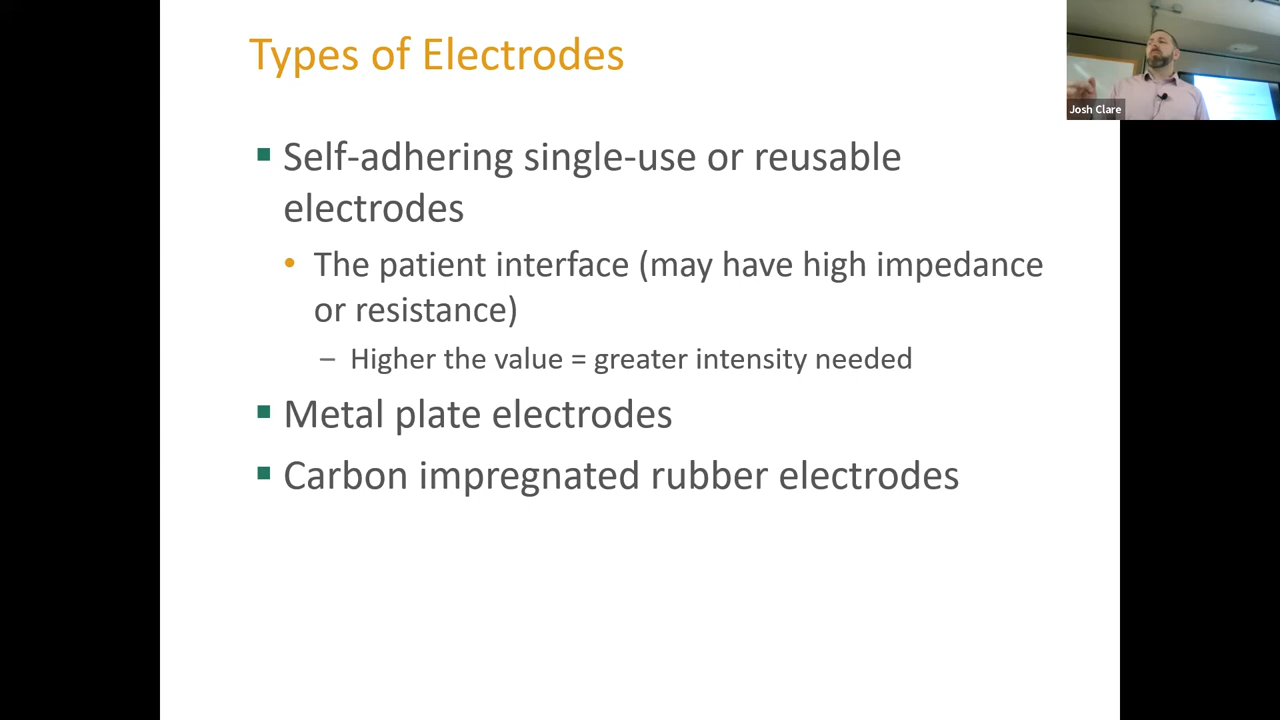 Types of Electrodes
Josh Clare
▪ Self-adhering single-use or reusable
electrodes
• The patient interface (may have high impedance
or resistance)
– Higher the value = greater intensity needed
▪ Metal plate electrodes
▪ Carbon impregnated rubber electrodes